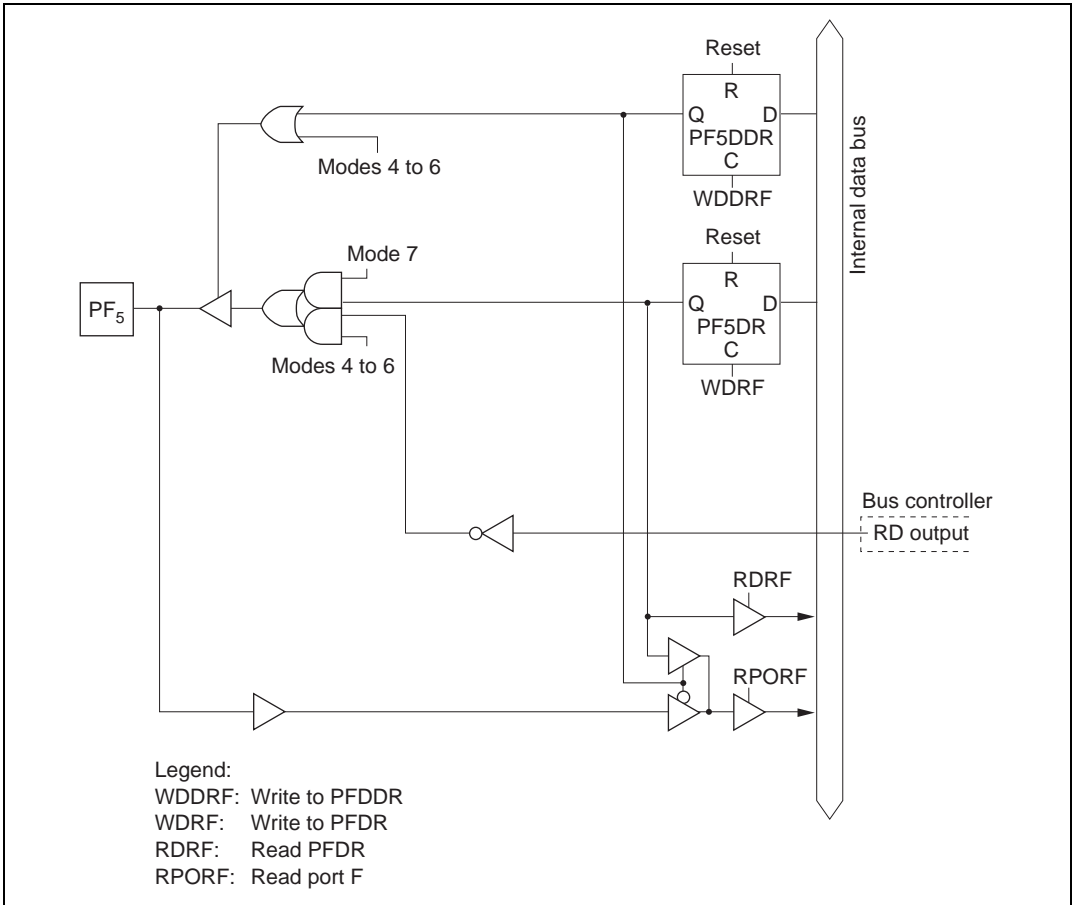 Reset
R
Q D
PF5DDR
C
WDDRF
Modes 4 to 6
Internal data bus
Reset
R
Q D
PF5DR
C
WDRF
Mode 7
PF5
Modes 4 to 6
Bus controller
RD output
RDRF
RPORF
Legend:
WDDRF: Write to PFDDR
WDRF: Write to PFDR
RDRF: Read PFDR
RPORF: Read port F